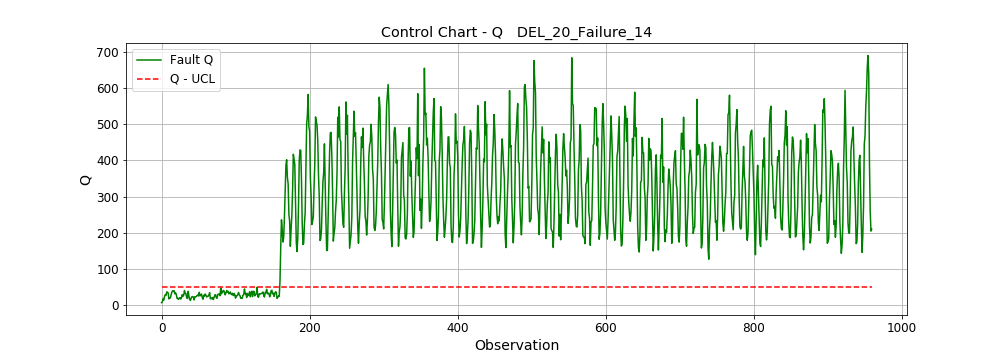 Control Chart - Q   DEL_20_Failure_14
700
600
500
400
300
200
100
0
Q
Fault Q
Q - UCL
0 200 400 600 800 1000
Observation